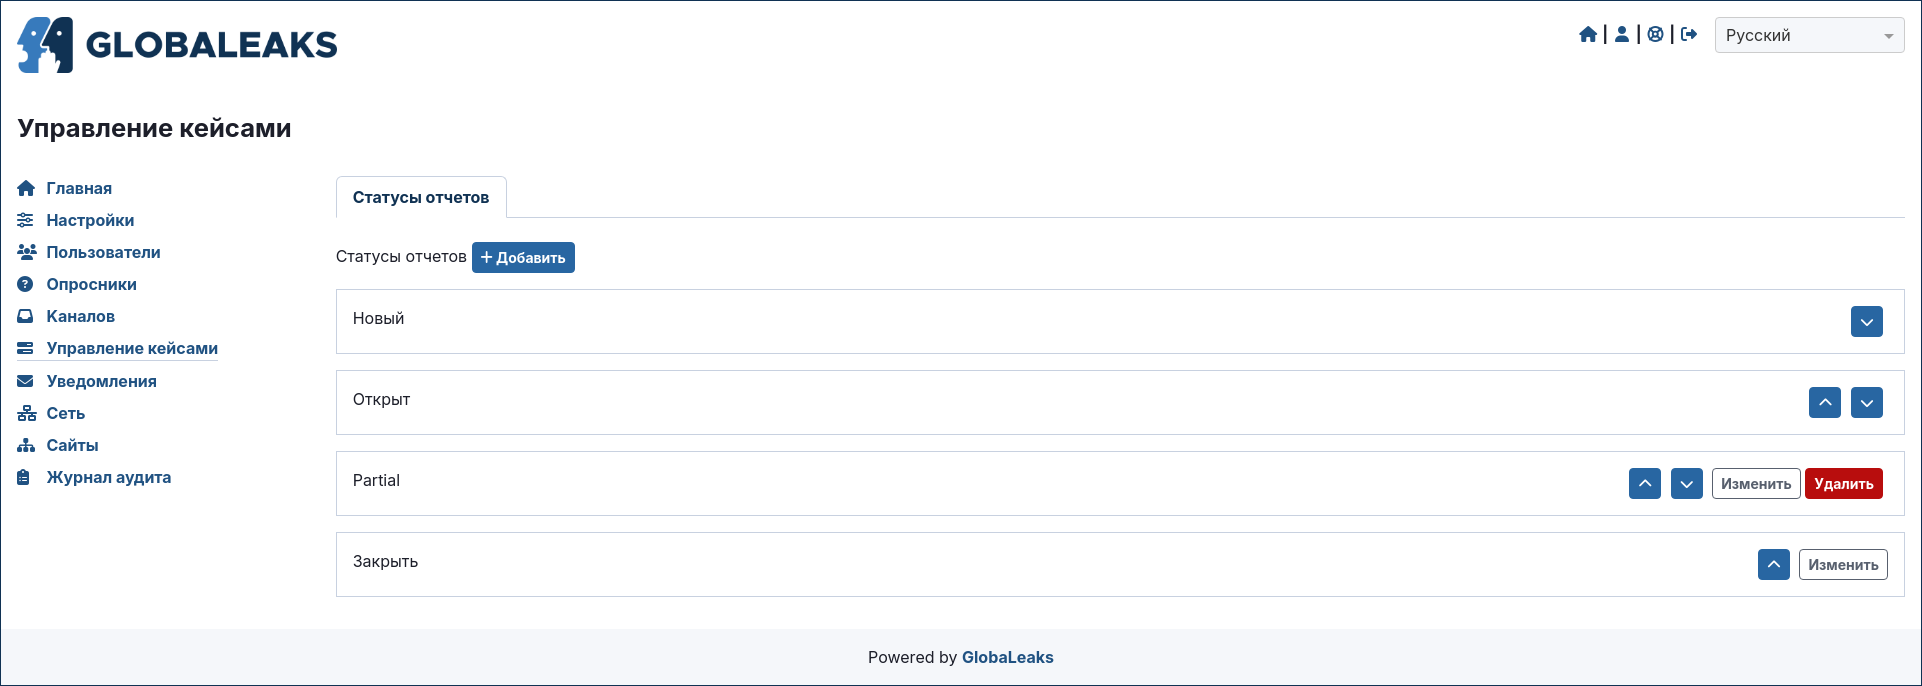 GLOBALEAKS
Русский
Управление кейсами
Главная
Настройки
Пользователи
Опросники
Каналов
Управление кейсами
Уведомления
Сеть
Сайты
Журнал аудита
Статусы отчетов
Статусы отчетов + Добавить
Новый
Открыт
Partial Изменить Удалить
Закрыть Изменить
Powered by GlobaLeaks